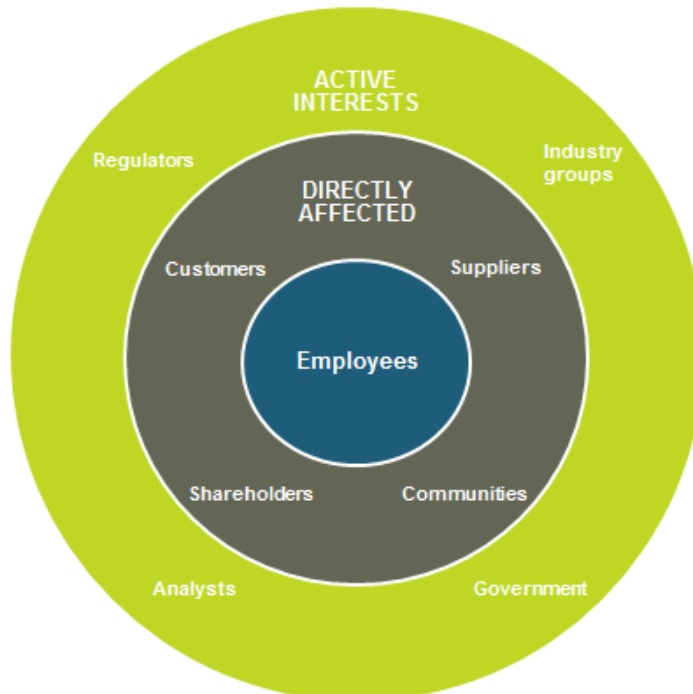 ACTIVE
INTERESTS
Regulators
Industry
groups
DIRECTLY
AFFECTED
Customers
Suppliers
Employees
Shareholders
Communities
Analysts
Government